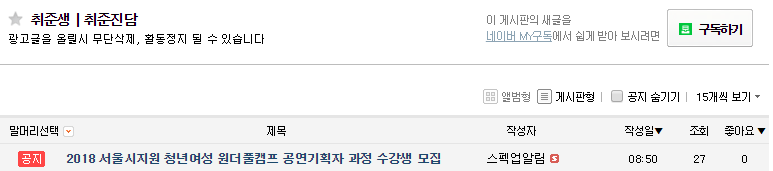 취준생 | 취준진담
광고글을 올릴시 무단삭제, 활동정지 될 수 있습니다
이 게시판의 새글을
네이버 MY구독에서 쉽게 받아 보시려면
구독하기
앨범형 게시판형 공지 숨기기 15개씩 보기
말머리선택 제목 작성자 작성일▼ 조회 좋아요 ▼
공지 2018 서울시지원 청년여성 원더풀캠프 공연기획자 과정 수강생 모집 스펙업알림 S 08:50 27 0